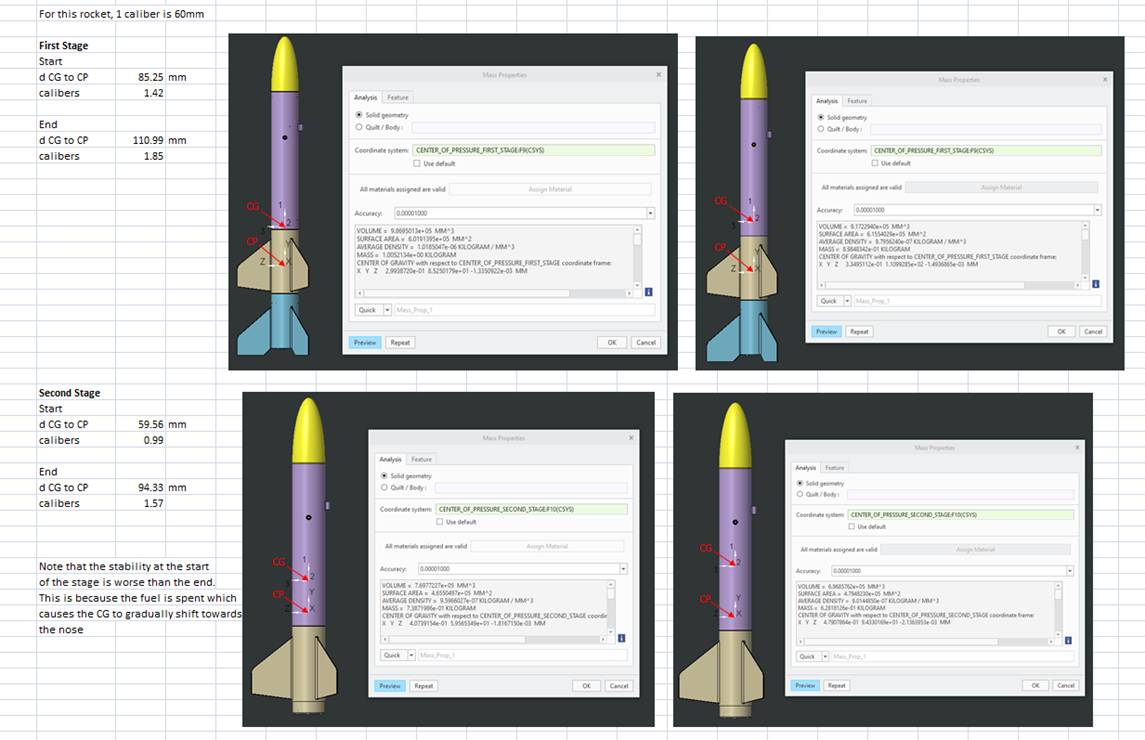 For this rocket, 1 caliber is 60mm
First Stage
Start
d CG to CP 85.25 mm
calibers 1.42
End
d CG to CP 110.99 mm
calibers 1.85
CG
CP
1
2
3
Z
X
Mass Properties
Analysis Feature
Solid geometry
Quilt / Body :
Coordinate system: CENTER_OF_PRESSURE_FIRST_STAGE:F9(CSYS)
Use default
All materials assigned are valid Assign Material
Accuracy: 0.00001000
VOLUME = 9.8695013e+05 MM^3
SURFACE AREA = 6.0191395e+05 MM^2
AVERAGE DENSITY = 1.0185047e-06 KILOGRAM / MM^3
MASS = 1.0052134e+00 KILOGRAM
CENTER OF GRAVITY with respect to CENTER_OF_PRESSURE_FIRST_STAGE coordinate frame:
X Y Z 2.9938720e-01 8.5250179e+01 -1.3350922e-03 MM
Quick Mass_Prop_1
Preview Repeat OK Cancel
CG
CP
1
2
3
Y
Z
X
Mass Properties
Analysis Feature
Solid geometry
Quilt / Body :
Coordinate system: CENTER_OF_PRESSURE_FIRST_STAGE:F9(CSYS)
Use default
All materials assigned are valid Assign Material
Accuracy: 0.00001000
VOLUME = 9.1722940e+05 MM^3
SURFACE AREA = 6.1554029e+05 MM^2
AVERAGE DENSITY = 9.7956240e-07 KILOGRAM / MM^3
MASS = 8.9848342e-01 KILOGRAM
CENTER OF GRAVITY with respect to CENTER_OF_PRESSURE_FIRST_STAGE coordinate frame:
X Y Z 3.3495112e-01 1.1099285e+02 -1.4936865e-03 MM
Quick Mass_Prop_1
Preview Repeat OK Cancel
Second Stage
Start
d CG to CP 59.56 mm
calibers 0.99
End
d CG to CP 94.33 mm
calibers 1.57
Note that the stability at the start
of the stage is worse than the end.
This is because the fuel is spent which
causes the CG to gradually shift towards
the nose
CG
CP
1
2
3
Y
Z
X
Mass Properties
Analysis Feature
Solid geometry
Quilt / Body :
Coordinate system: CENTER_OF_PRESSURE_SECOND_STAGE:F10(CSYS)
Use default
All materials assigned are valid Assign Material
Accuracy: 0.00001000
VOLUME = 7.6977227e+05 MM^3
SURFACE AREA = 4.6550497e+05 MM^2
AVERAGE DENSITY = 9.5966027e-07 KILOGRAM / MM^3
MASS = 7.3871986e-01 KILOGRAM
CENTER OF GRAVITY with respect to CENTER_OF_PRESSURE_SECOND_STAGE coordin
X Y Z 4.0739154e-01 5.9565349e+01 -1.8167150e-03 MM
Quick Mass_Prop_1
Preview Repeat OK Cancel
CG
CP
1
2
3
Y
Z
X
Mass Properties
Analysis Feature
Solid geometry
Quilt / Body :
Coordinate system: CENTER_OF_PRESSURE_SECOND_STAGE:F10(CSYS)
Use default
All materials assigned are valid Assign Material
Accuracy: 0.00001000
VOLUME = 6.9685762e+05 MM^3
SURFACE AREA = 4.7948230e+05 MM^2
AVERAGE DENSITY = 9.0144850e-07 KILOGRAM / MM^3
MASS = 6.2818126e-01 KILOGRAM
CENTER OF GRAVITY with respect to CENTER_OF_PRESSURE_SECOND_STAGE coordinate frame:
X Y Z 4.7907864e-01 9.4330169e+01 -2.1363953e-03 MM
Quick Mass_Prop_1
Preview Repeat OK Cancel